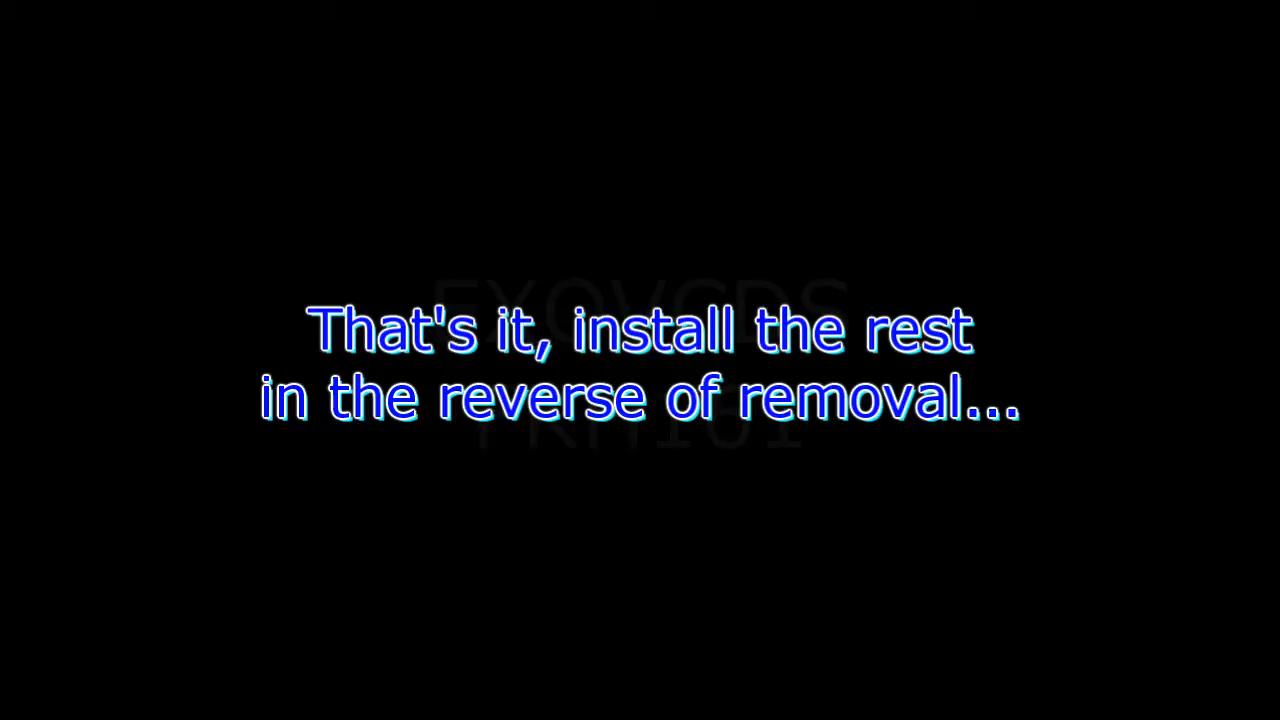 That's it, install the rest
in the reverse of removal...